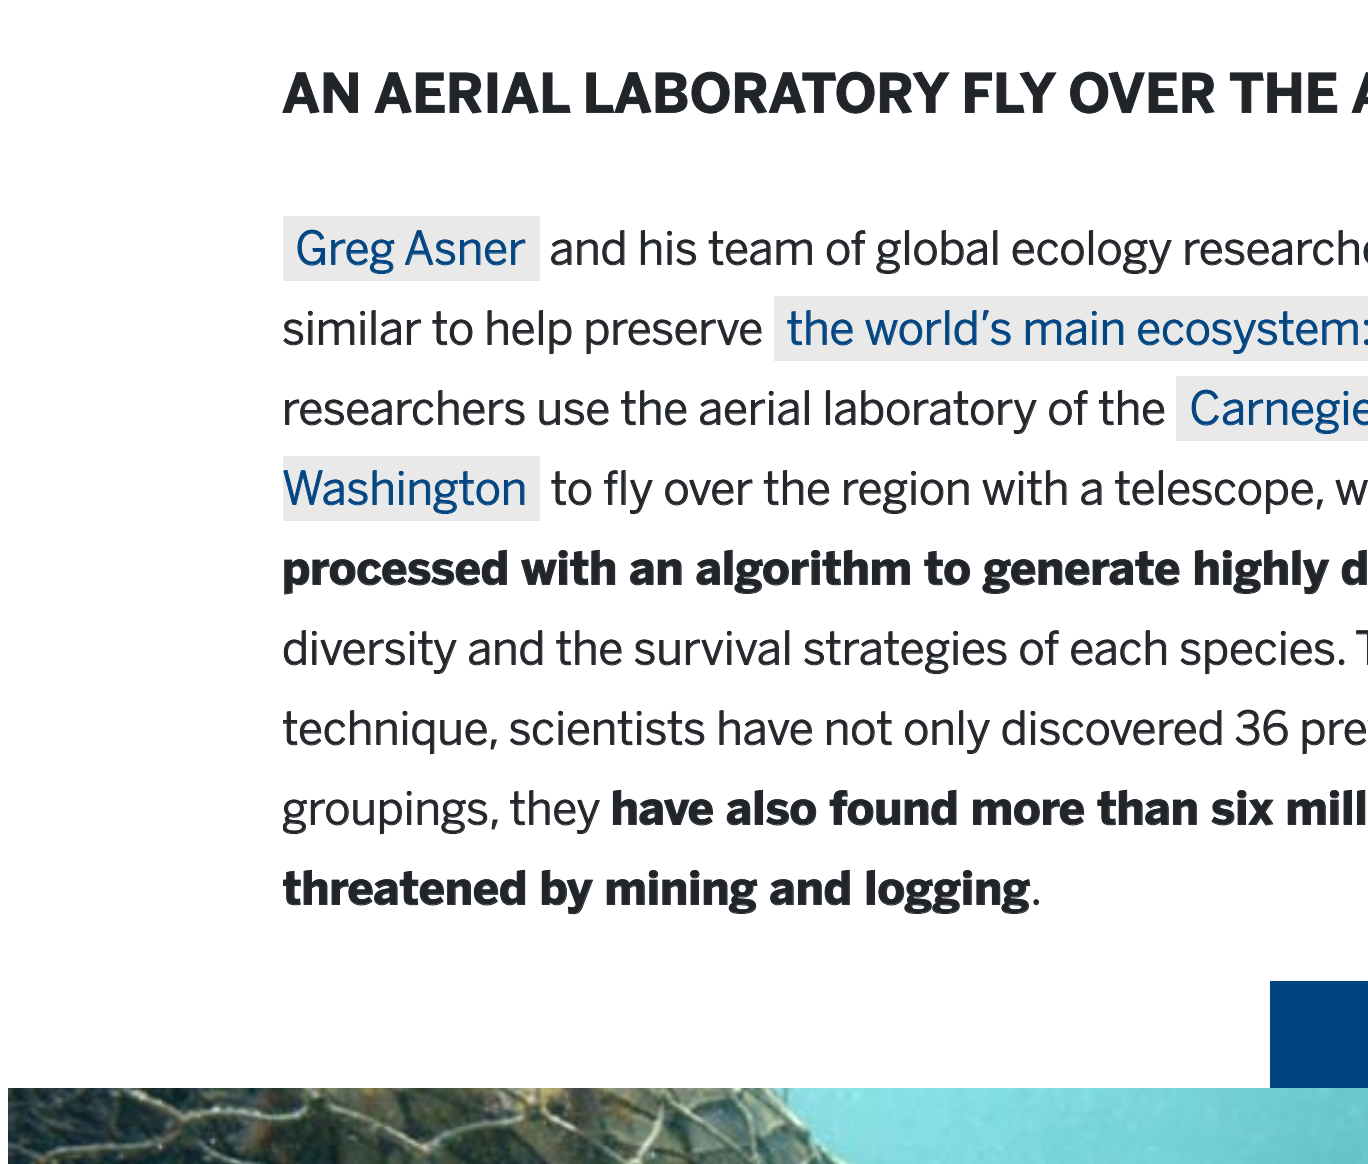 AN AERIAL LABORATORY FLY OVER THE
Greg Asner and his team of global ecology
similar to help preserve the world's main ecosystem:
researchers use the aerial laboratory of the Carnegie
Washington to fly over the region with a telescope,
processed with an algorithm to generate highly
diversity and the survival strategies of each species.
technique, scientists have not only discovered 36
groupings, they have also found more than six
threatened by mining and logging.